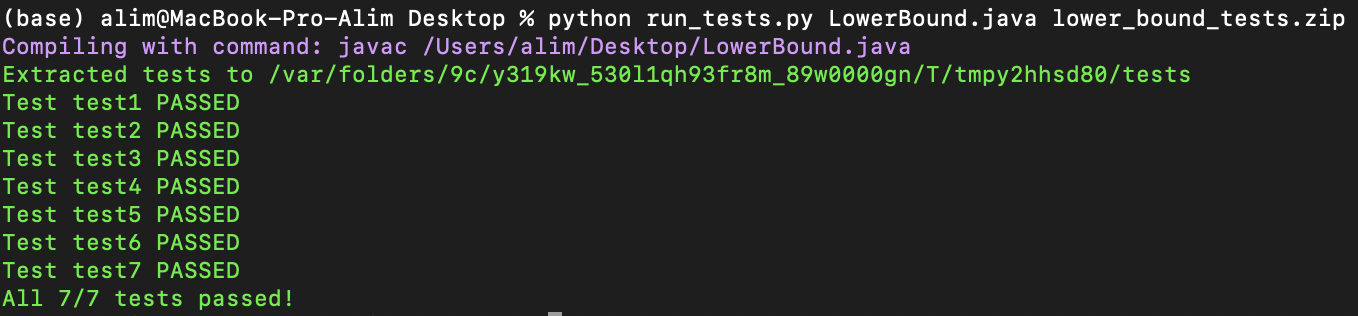 (base) alim@MacBook-Pro-Alim Desktop % python run_tests.py LowerBound.java lower_bound_tests.zip
Compiling with command: javac /Users/alim/Desktop/LowerBound.java
Extracted tests to /var/folders/9c/y319kw_530l1qh93fr8m_89w0000gn/T/tmpy2hhsd80/tests
Test test1 PASSED
Test test2 PASSED
Test test3 PASSED
Test test4 PASSED
Test test5 PASSED
Test test6 PASSED
Test test7 PASSED
All 7/7 tests passed!